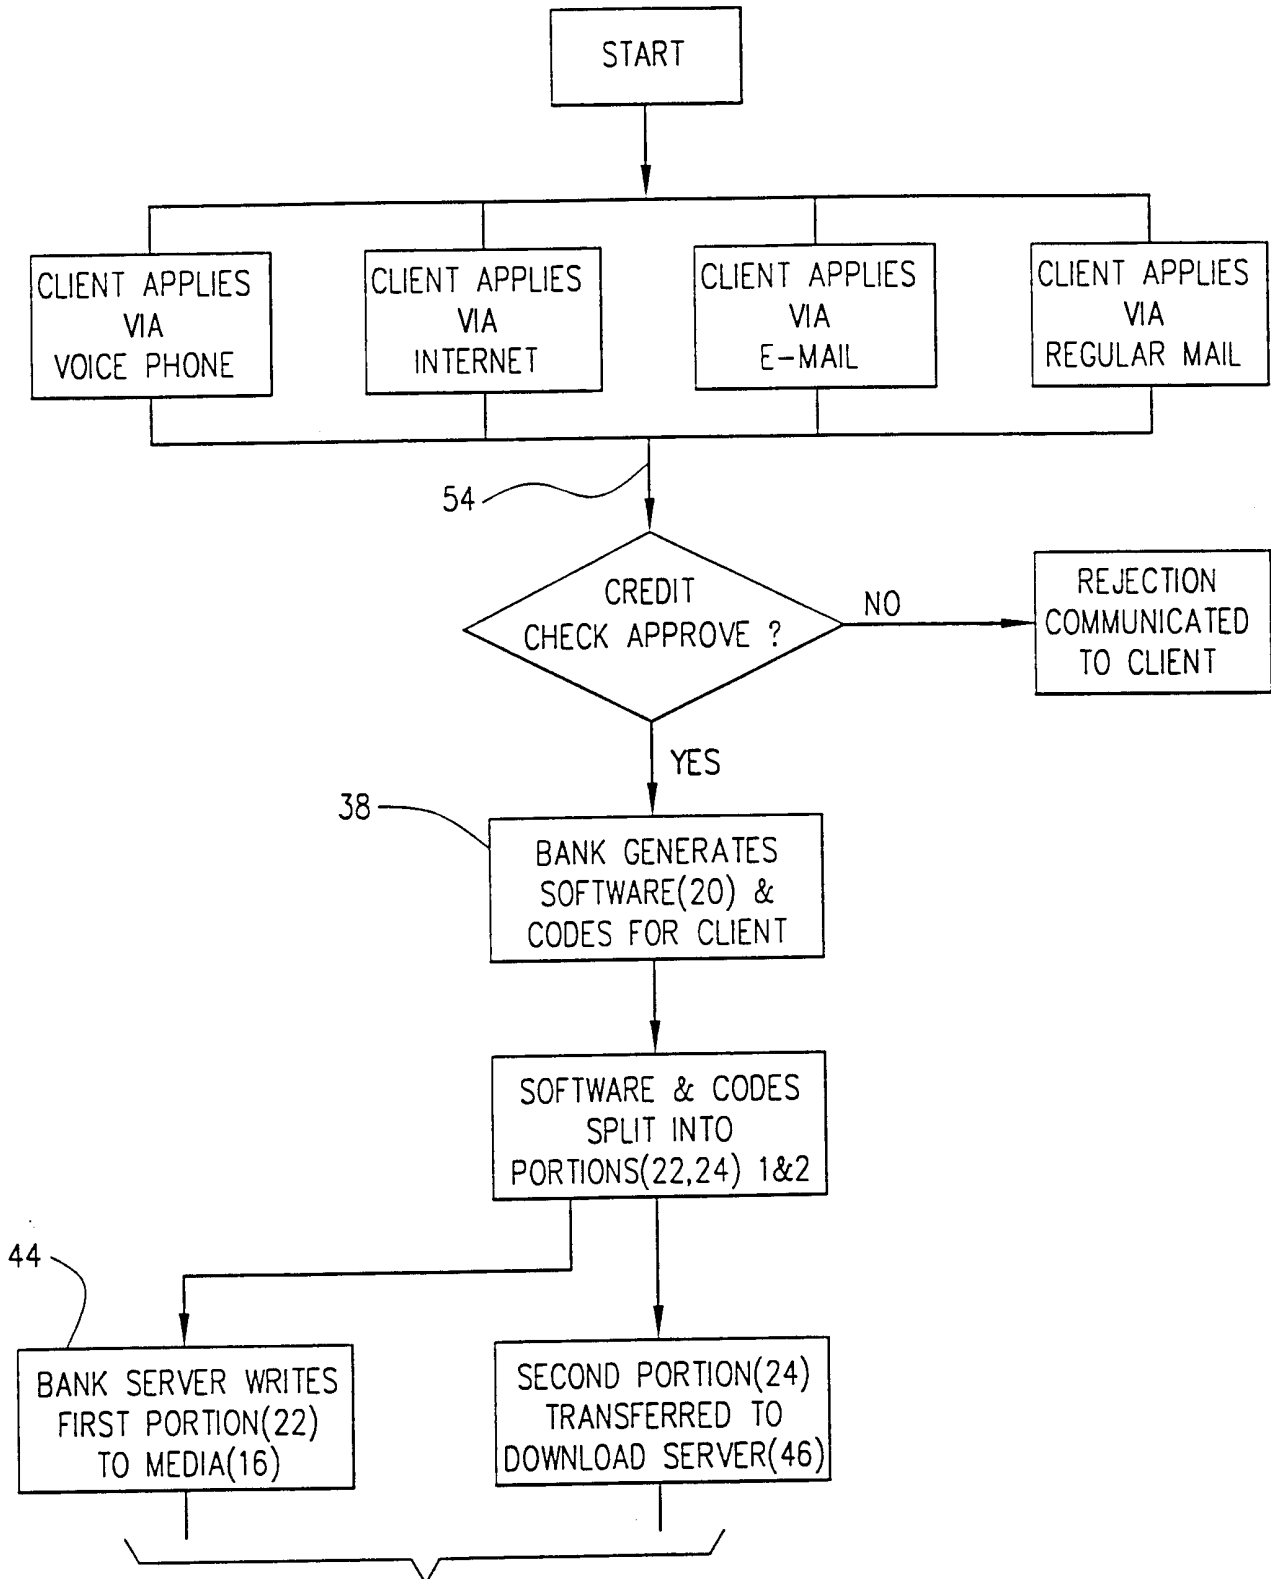 START
CLIENT APPLIES
VIA
VOICE PHONE
CLIENT APPLIES
VIA
INTERNET
CLIENT APPLIES
VIA
E-MAIL
CLIENT APPLIES
VIA
REGULAR MAIL
54
CREDIT
CHECK APPROVE ?
NO
REJECTION
COMMUNICATED
TO CLIENT
YES
38
BANK GENERATES
SOFTWARE(20) &
CODES FOR CLIENT
SOFTWARE & CODES
SPLIT INTO
PORTIONS(22,24) 1&2
44
BANK SERVER WRITES
FIRST PORTION(22)
TO MEDIA(16)
SECOND PORTION(24)
TRANSFERRED TO
DOWNLOAD SERVER(46)